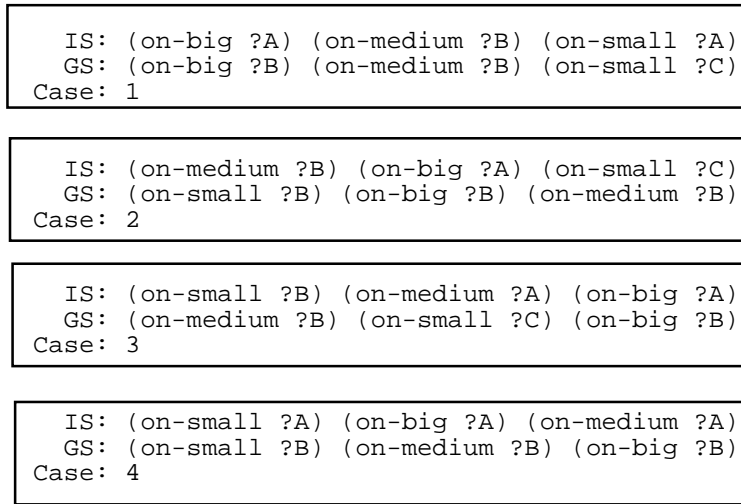 IS: (on-big ?A) (on-medium ?B) (on-small ?A)
GS: (on-big ?B) (on-medium ?B) (on-small ?C)
Case: 1
IS: (on-medium ?B) (on-big ?A) (on-small ?C)
GS: (on-small ?B) (on-big ?B) (on-medium ?B)
Case: 2
IS: (on-small ?B) (on-medium ?A) (on-big ?A)
GS: (on-medium ?B) (on-small ?C) (on-big ?B)
Case: 3
IS: (on-small ?A) (on-big ?A) (on-medium ?A)
GS: (on-small ?B) (on-medium ?B) (on-big ?B)
Case: 4